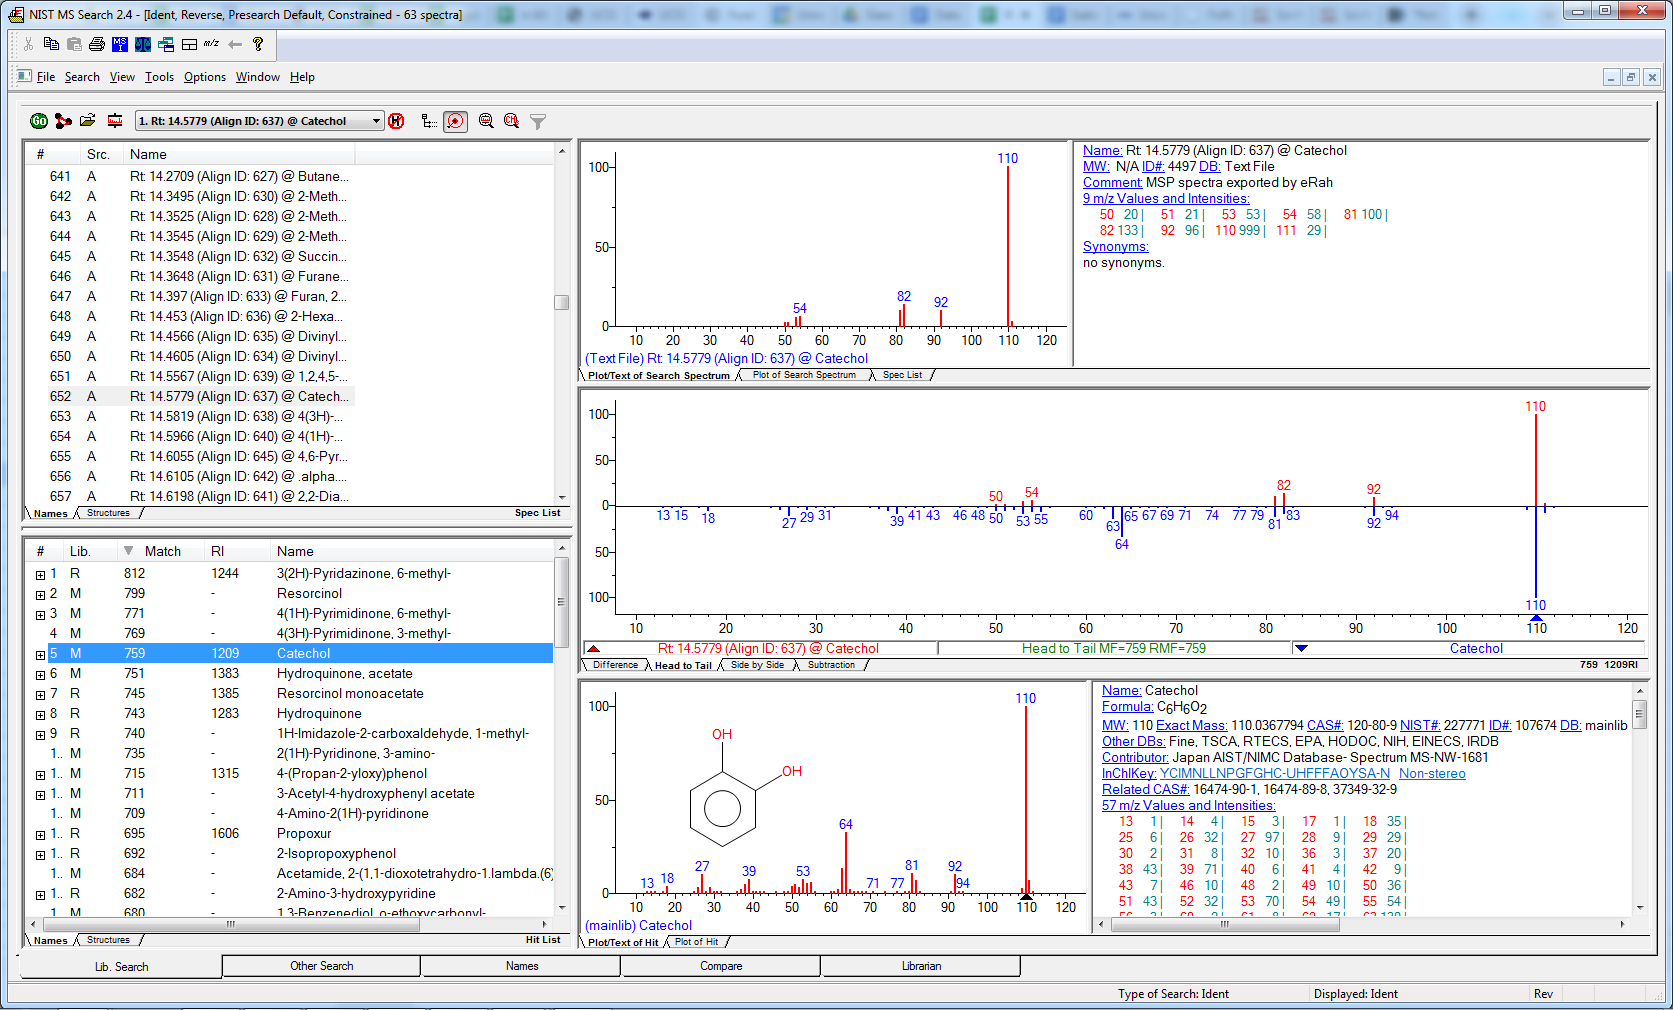 NIST MS Search 2.4 - [Ident, Reverse, Presearch Default, Constrained - 63 spectra]
File Search View Tools Options Window Help
1. Rt: 14.5779 (Align ID: 637) @ Catechol
# Src. Name
641 A Rt: 14.2709 (Align ID: 627) @ Butane...
642 A Rt: 14.3495 (Align ID: 630) @ 2-Meth...
643 A Rt: 14.3525 (Align ID: 628) @ 2-Meth...
644 A Rt: 14.3545 (Align ID: 629) @ 2-Meth...
645 A Rt: 14.3548 (Align ID: 632) @ Succin...
646 A Rt: 14.3648 (Align ID: 631) @ Furane...
647 A Rt: 14.397 (Align ID: 633) @ Furan, 2...
648 A Rt: 14.453 (Align ID: 636) @ 2-Hexa...
649 A Rt: 14.4566 (Align ID: 635) @ Divinyl...
650 A Rt: 14.4605 (Align ID: 634) @ Divinyl...
651 A Rt: 14.5567 (Align ID: 639) @ 1,2,4,5-...
652 A Rt: 14.5779 (Align ID: 637) @ Catech...
653 A Rt: 14.5819 (Align ID: 638) @ 4(3H)-...
654 A Rt: 14.5966 (Align ID: 640) @ 4(1H)-...
655 A Rt: 14.6055 (Align ID: 645) @ 4,6-Pyr...
656 A Rt: 14.6105 (Align ID: 642) @ .alpha....
657 A Rt: 14.6198 (Align ID: 641) @ 2,2-Dia...
Names Structures Spec List
# Lib. Match RI Name
1 R 812 1244 3(2H)-Pyridazinone, 6-methyl-
2 M 799 - Resorcinol
3 M 771 - 4(1H)-Pyrimidinone, 6-methyl-
4 M 769 - 4(3H)-Pyrimidinone, 3-methyl-
5 M 759 1209 Catechol
6 M 751 1383 Hydroquinone, acetate
7 R 745 1385 Resorcinol monoacetate
8 R 743 1283 Hydroquinone
9 R 740 - 1H-Imidazole-2-carboxaldehyde, 1-methyl-
1.. M 735 - 2(1H)-Pyridinone, 3-amino-
1.. M 715 1315 4-(Propan-2-yloxy)phenol
1.. M 711 - 3-Acetyl-4-hydroxyphenyl acetate
1.. M 709 - 4-Amino-2(1H)-pyridinone
1.. R 695 1606 Propoxur
1.. R 692 - 2-Isopropoxyphenol
1.. M 684 - Acetamide, 2-(1,1-dioxotetrahydro-1.lambda.(6)
1.. R 682 - 2-Amino-3-hydroxypyridine
1.. M 680 - 1,3-Benzenediol, o-ethoxycarbonyl-
Names Structures Hit List
110
100
50
82 92
54
0
10 20 30 40 50 60 70 80 90 100 110 120
(Text File) Rt: 14.5779 (Align ID: 637) @ Catechol
Plot/Text of Search Spectrum Plot of Search Spectrum Spec List
Name: Rt: 14.5779 (Align ID: 637) @ Catechol
MW: N/A ID#: 4497 DB: Text File
Comment: MSP spectra exported by eRah
9 m/z Values and Intensities:
50 20| 51 21| 53 53| 54 58| 81 100|
82 133| 92 96| 110 999| 111 29|
Synonyms:
no synonyms.
110
100
50
82 92
50 54
0
13 15 18 27 29 31 39 41 43 46 48 50 53 55 60 63 65 67 69 71 74 77 79 81 83 92 94
64
50
100
110
10 20 30 40 50 60 70 80 90 100 110 120
Rt: 14.5779 (Align ID: 637) @ Catechol Head to Tail MF=759 RMF=759 Catechol
Difference Head to Tail Side by Side Subtraction 759 1209RI
110
100
OH
OH
64
50
13 18 27 39 53 71 77 81 92 94
0
10 20 30 40 50 60 70 80 90 100 110 120
(mainlib) Catechol
Plot/Text of Hit Plot of Hit
Name: Catechol
Formula: C6H6O2
MW: 110 Exact Mass: 110.0367794 CAS#: 120-80-9 NIST#: 227771 ID#: 107674 DB: mainlib
Other DBs: Fine, TSCA, RTECS, EPA, HODOC, NIH, EINECS, IRDB
Contributor: Japan AIST/NIMC Database- Spectrum MS-NW-1681
InChIKey: YCIMNLLNPGFGHC-UHFFFAOYSA-N Non-stereo
Related CAS#: 16474-90-1, 16474-89-8, 37349-32-9
57 m/z Values and Intensities:
13 1| 14 4| 15 3| 17 1| 18 35|
25 6| 26 32| 27 97| 28 9| 29 29|
30 2| 31 8| 32 10| 36 3| 37 20|
38 43| 39 71| 40 6| 41 4| 42 9|
43 7| 46 10| 48 2| 49 10| 50 36|
51 43| 52 32| 53 70| 54 49| 55 54|
Lib. Search Other Search Names Compare Librarian
Type of Search: Ident Displayed: Ident Rev